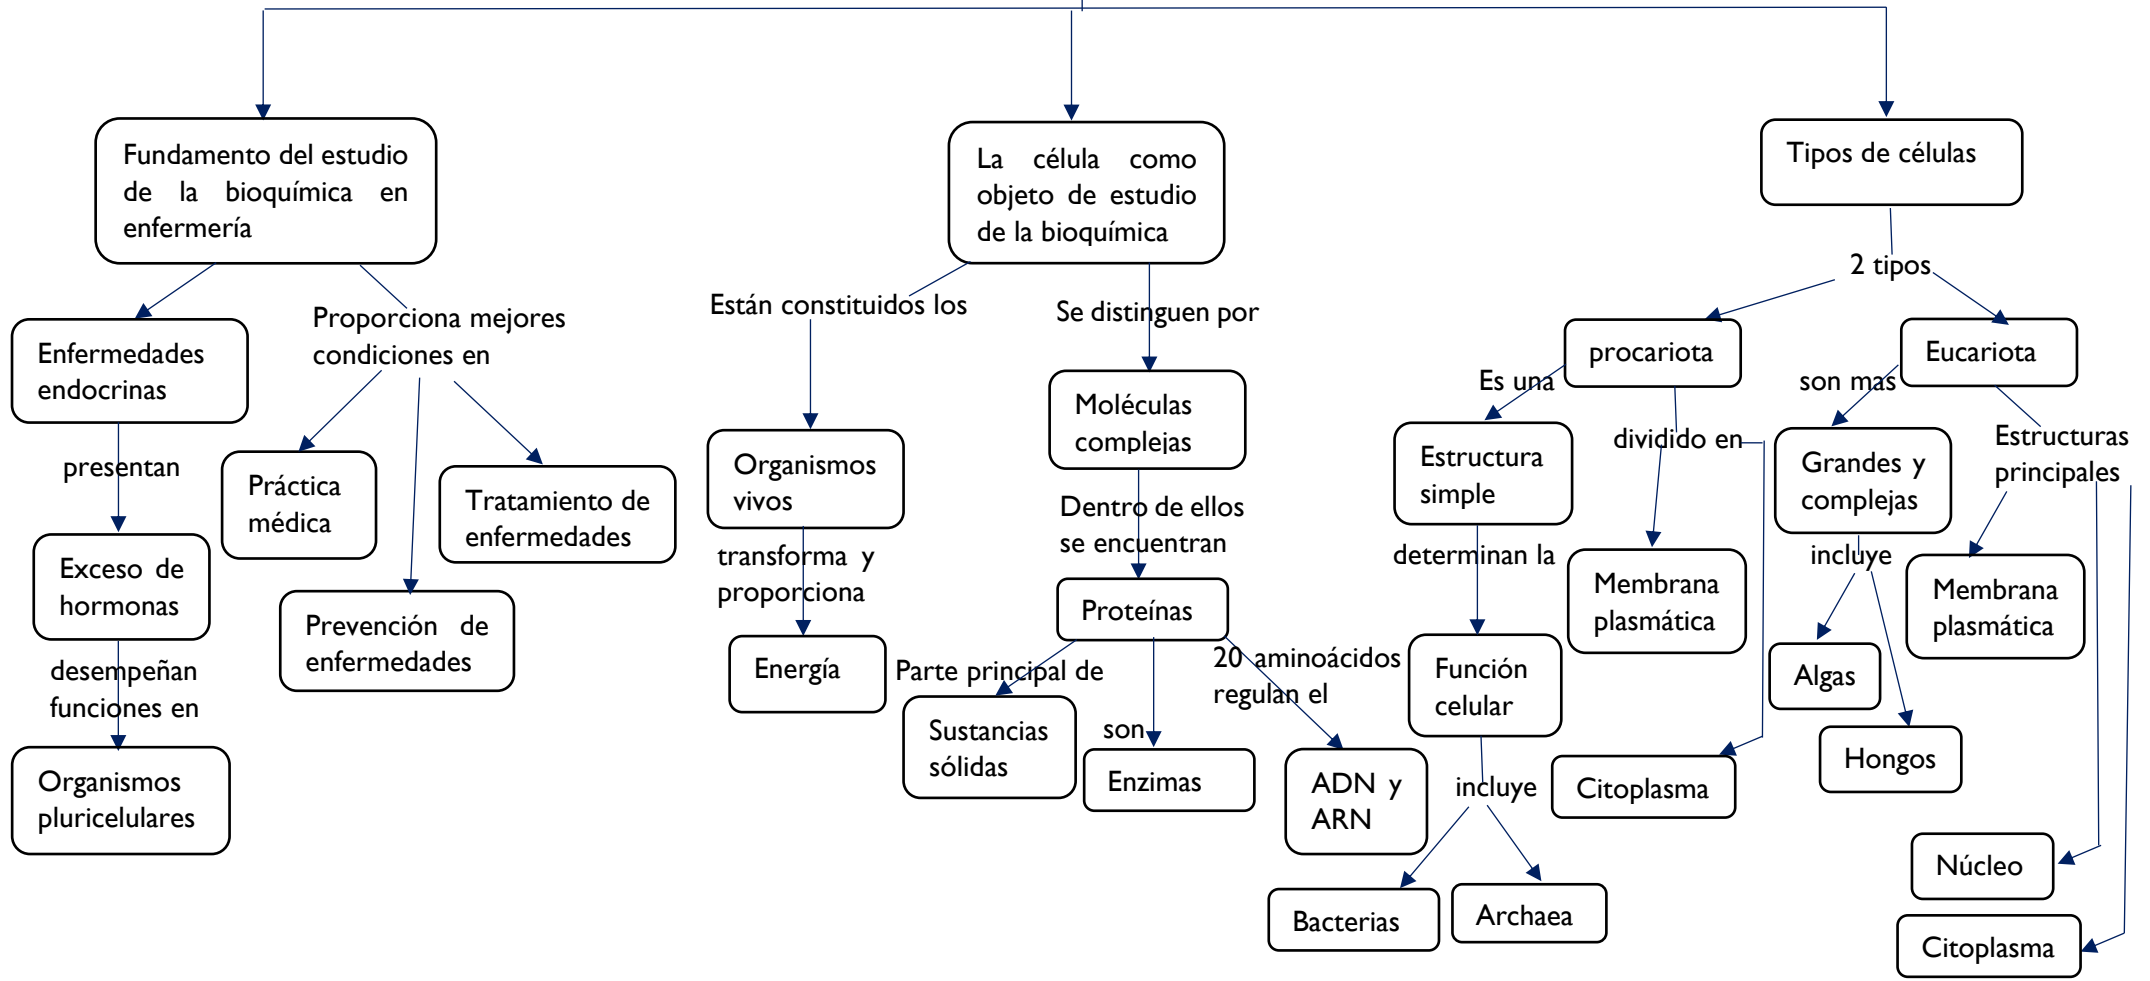 Fundamento del estudio
de la bioquímica en
enfermería
Enfermedades
endocrinas
presentan
Exceso de
hormonas
desempeñan
funciones en
Organismos
pluricelulares
Proporciona mejores
condiciones en
Práctica
médica
Prevención de
enfermedades
Tratamiento de
enfermedades
La célula como
objeto de estudio
de la bioquímica
Están constituidos los
Organismos
vivos
transforma y
proporciona
Energía
Se distinguen por
Moléculas
complejas
Dentro de ellos
se encuentran
Proteínas
Parte principal de
Sustancias
sólidas
son
Enzimas
20 aminoácidos
regulan el
ADN y
ARN
Tipos de células
2 tipos
procariota
Es una
Estructura
simple
determinan la
Función
celular
incluye
Bacterias
Archaea
dividido en
Membrana
plasmática
Citoplasma
Eucariota
son mas
Grandes y
complejas
incluye
Algas
Hongos
Estructuras
principales
Membrana
plasmática
Núcleo
Citoplasma